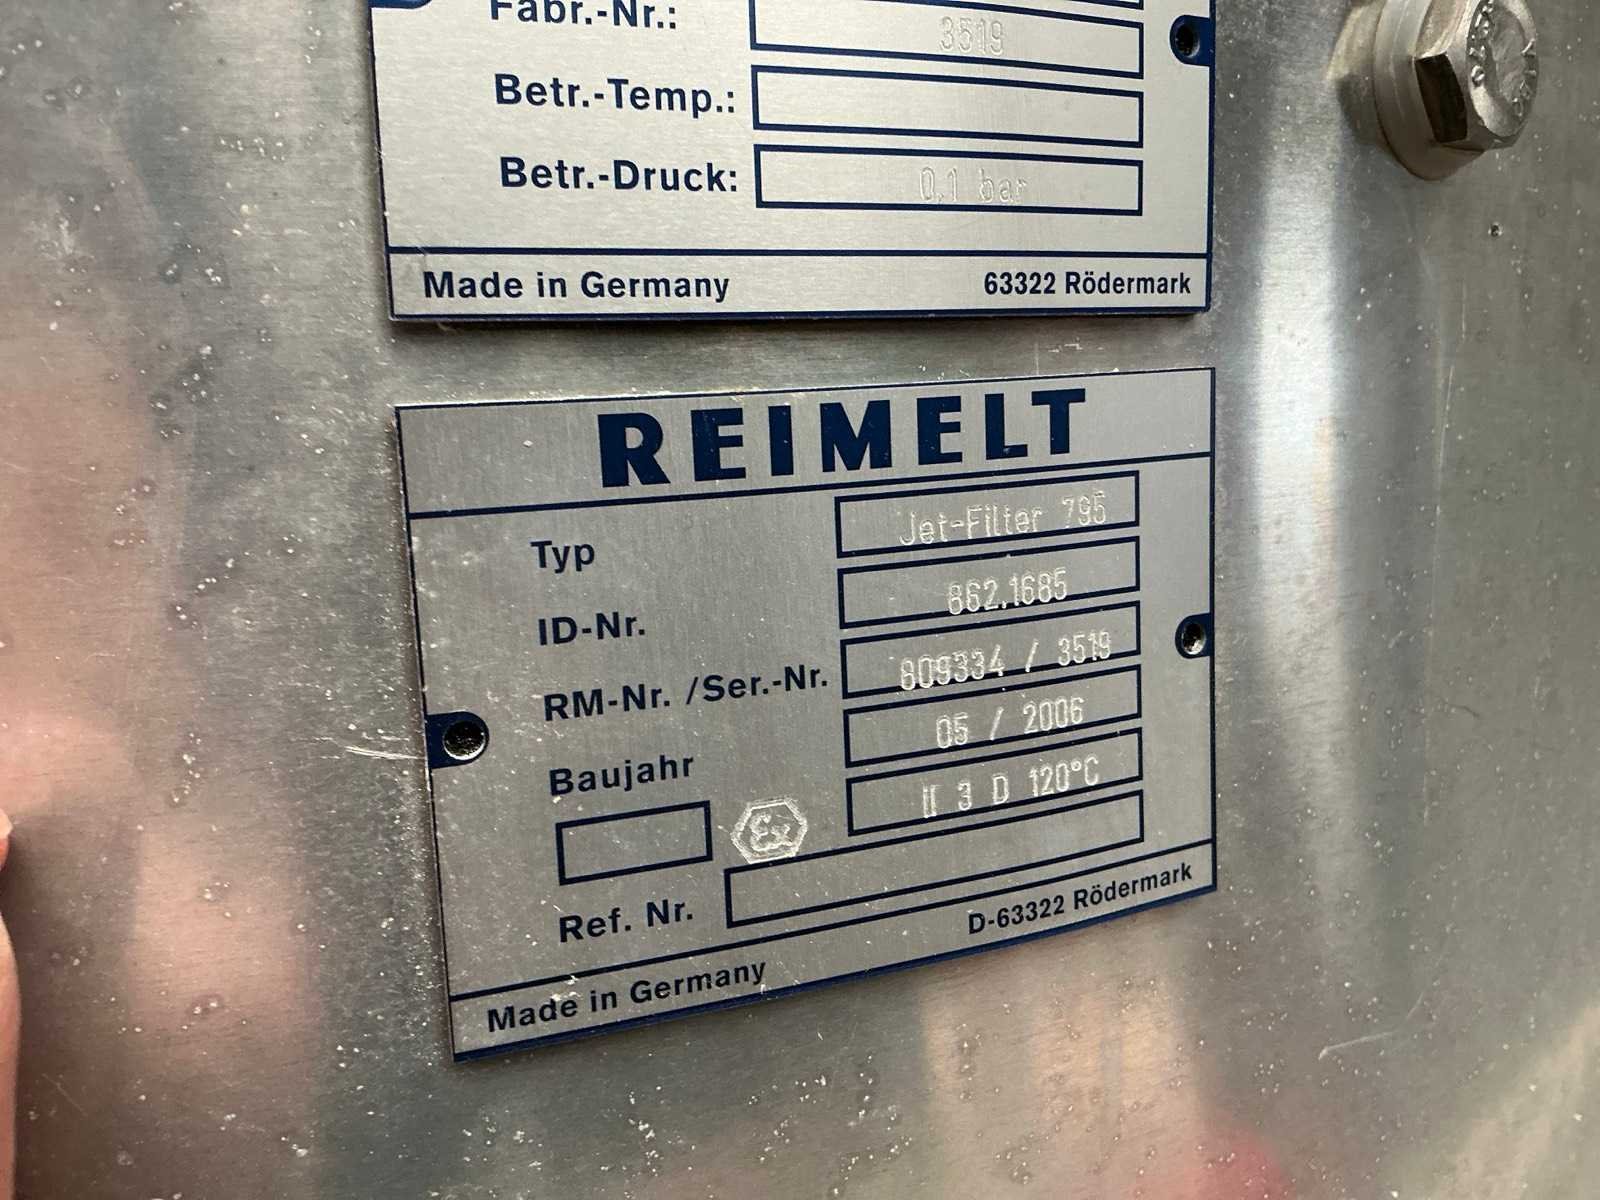 Fabr.-Nr.: 3519
Betr.-Temp.:
Betr.-Druck: 0,1 bar
Made in Germany 63322 Rödermark
REIMELT
Typ Jet-Filter 795
ID-Nr. 862.1685
RM-Nr. /Ser.-Nr. 809334 / 3519
Baujahr 05 / 2006
Ex II 3 D 120°C
Ref. Nr.
Made in Germany D-63322 Rödermark